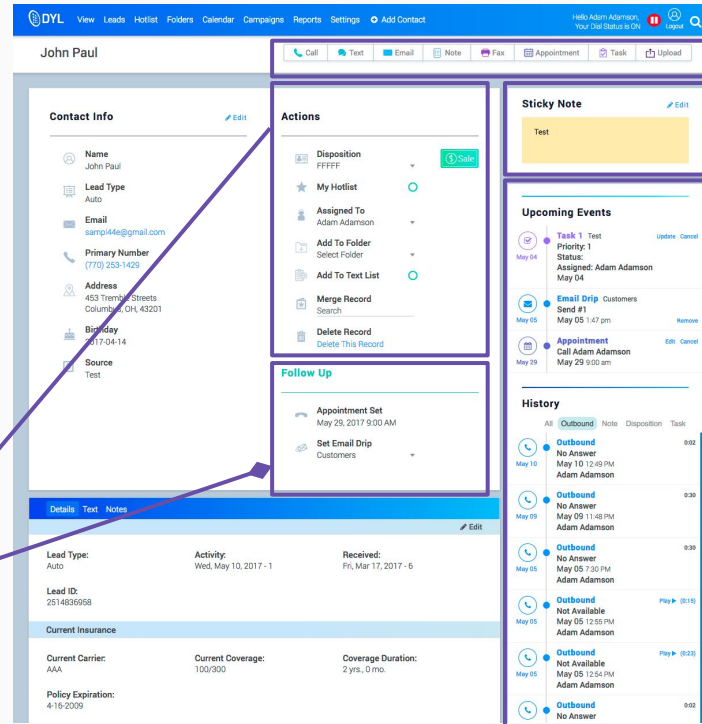 DYL View Leads Hotlist Folders Calendar Campaigns Reports Settings Add Contact
Hello Adam Adamson,
Your Dial Status is ON
Logout
John Paul
Call Text Email Note Fax Appointment Task Upload
Contact Info Edit
Name
John Paul
Lead Type
Auto
Email
sampl44e@gmail.com
Primary Number
(770) 253-1429
Address
453 Tremble Streets
Columbus, OH, 43201
Birthday
2017-04-14
Source
Test
Actions
Disposition
FFFFF
Sale
My Hotlist
Assigned To
Adam Adamson
Add To Folder
Select Folder
Add To Text List
Merge Record
Search
Delete Record
Delete This Record
Follow Up
Appointment Set
May 29, 2017 9:00 AM
Set Email Drip
Customers
Sticky Note Edit
Test
Upcoming Events
Task 1 Test Update Cancel
Priority: 1
Status:
Assigned: Adam Adamson
May 04
May 04
Email Drip Customers
Send #1
May 05 1:47 pm Remove
May 05
Appointment Edit Cancel
Call Adam Adamson
May 29 9:00 am
May 29
History
All Outbound Note Disposition Task
Outbound 0:02
No Answer
May 10 12:49 PM
May 10
Adam Adamson
Outbound 0:30
No Answer
May 09 11:48 PM
May 09
Adam Adamson
Outbound 0:30
No Answer
May 05 7:30 PM
May 05
Adam Adamson
Outbound Play (0:15)
Not Available
May 05 12:55 PM
May 05
Adam Adamson
Outbound Play (0:23)
Not Available
May 05 12:54 PM
May 05
Adam Adamson
Outbound 0:02
No Answer
Details Text Notes
Edit
Lead Type: Activity: Received:
Auto Wed, May 10, 2017 - 1 Fri, Mar 17, 2017 - 6
Lead ID:
2514836958
Current Insurance
Current Carrier: Current Coverage: Coverage Duration:
AAA 100/300 2 yrs., 0 mo.
Policy Expiration:
4-16-2009